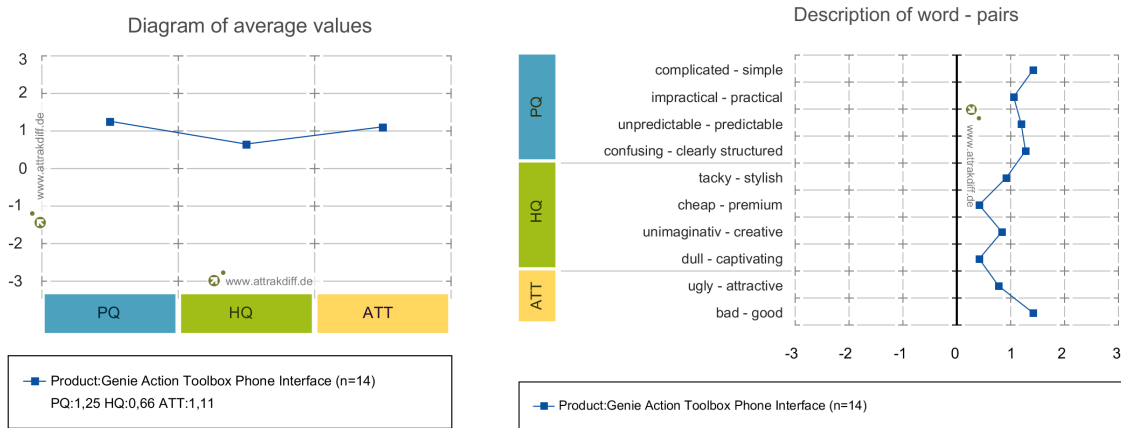 Diagram of average values
3
2
1
0
-1
-2
-3
www.attrakdiff.de
www.attrakdiff.de
PQ
HQ
ATT
Product:Genie Action Toolbox Phone Interface (n=14)
PQ:1,25 HQ:0,66 ATT:1,11
Description of word - pairs
PQ
HQ
ATT
complicated - simple
impractical - practical
unpredictable - predictable
confusing - clearly structured
tacky - stylish
cheap - premium
unimaginativ - creative
dull - captivating
ugly - attractive
bad - good
www.attrakdiff.de
-3 -2 -1 0 1 2 3
Product:Genie Action Toolbox Phone Interface (n=14)